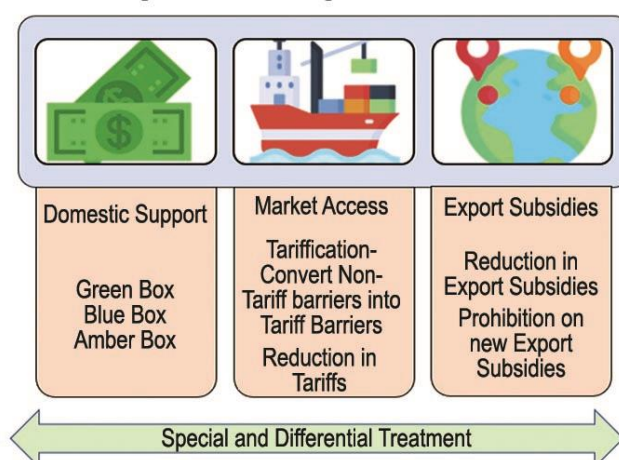 Domestic Support
Green Box
Blue Box
Amber Box
Market Access
Tariffication-
Convert Non-
Tariff barriers into
Tariff Barriers
Reduction in
Tariffs
Export Subsidies
Reduction in
Export Subsidies
Prohibition on
new Export
Subsidies
Special and Differential Treatment